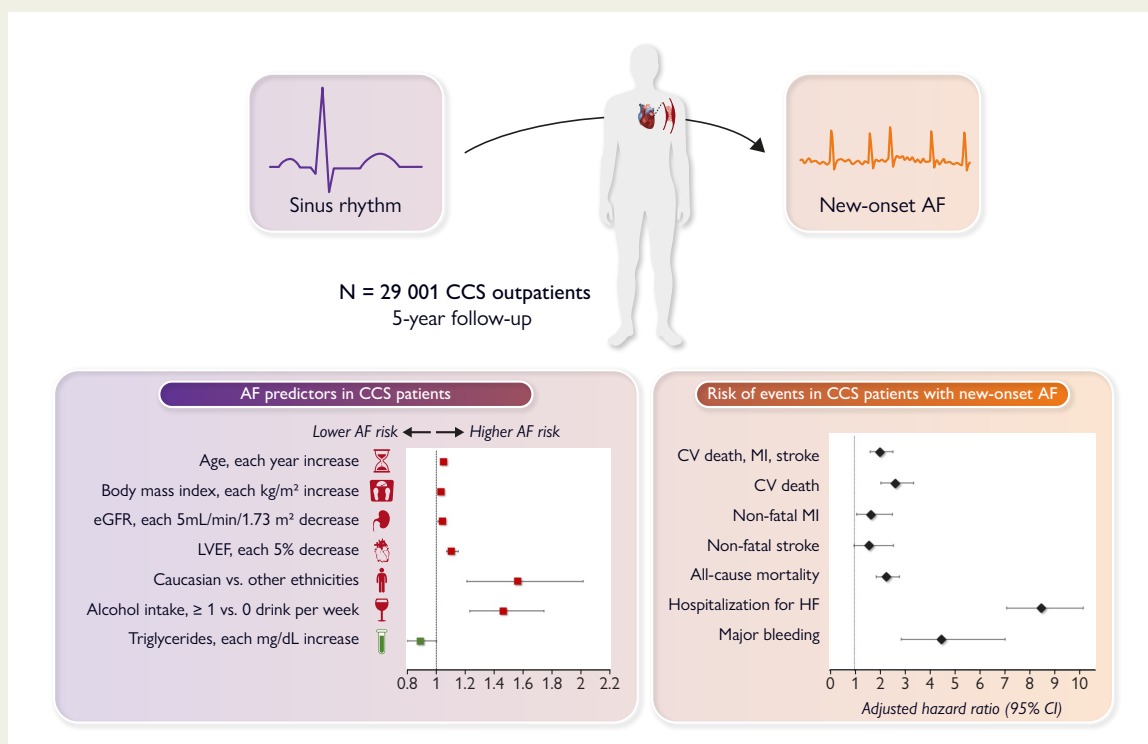 Sinus rhythm
New-onset AF
N = 29 001 CCS outpatients
5-year follow-up
AF predictors in CCS patients
Lower AF risk Higher AF risk
Age, each year increase
Body mass index, each kg/m² increase
eGFR, each 5mL/min/1.73 m² decrease
LVEF, each 5% decrease
Caucasian vs. other ethnicities
Alcohol intake, ≥ 1 vs. 0 drink per week
Triglycerides, each mg/dL increase
0.8 1 1.2 1.4 1.6 1.8 2 2.2
Risk of events in CCS patients with new-onset AF
CV death, MI, stroke
CV death
Non-fatal MI
Non-fatal stroke
All-cause mortality
Hospitalization for HF
Major bleeding
0 1 2 3 4 5 6 7 8 9 10
Adjusted hazard ratio (95% CI)